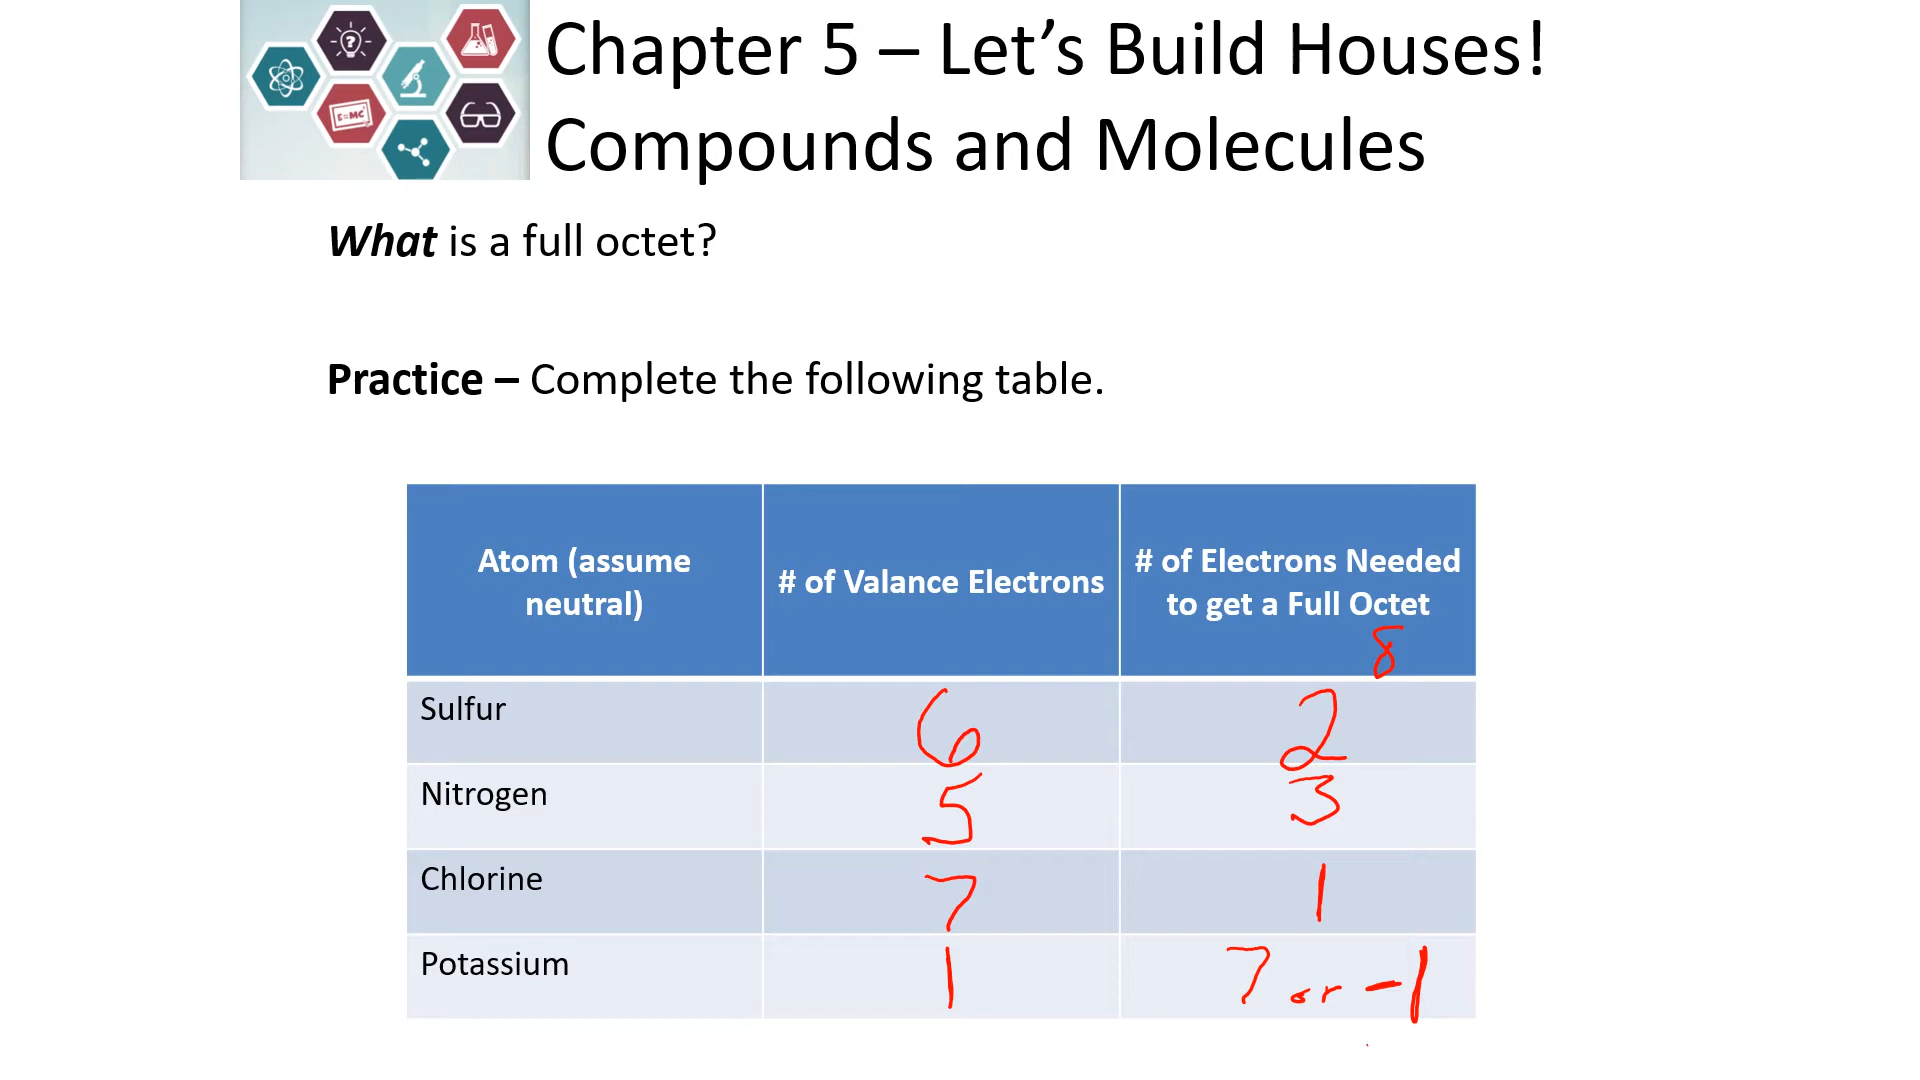 Chapter 5 – Let’s Build Houses!
Compounds and Molecules
E=MC²
?
What is a full octet?
Practice – Complete the following table.
Atom (assume neutral) # of Valance Electrons # of Electrons Needed to get a Full Octet
8
Sulfur 6 2
Nitrogen 5 3
Chlorine 7 1
Potassium 1 7 or -1